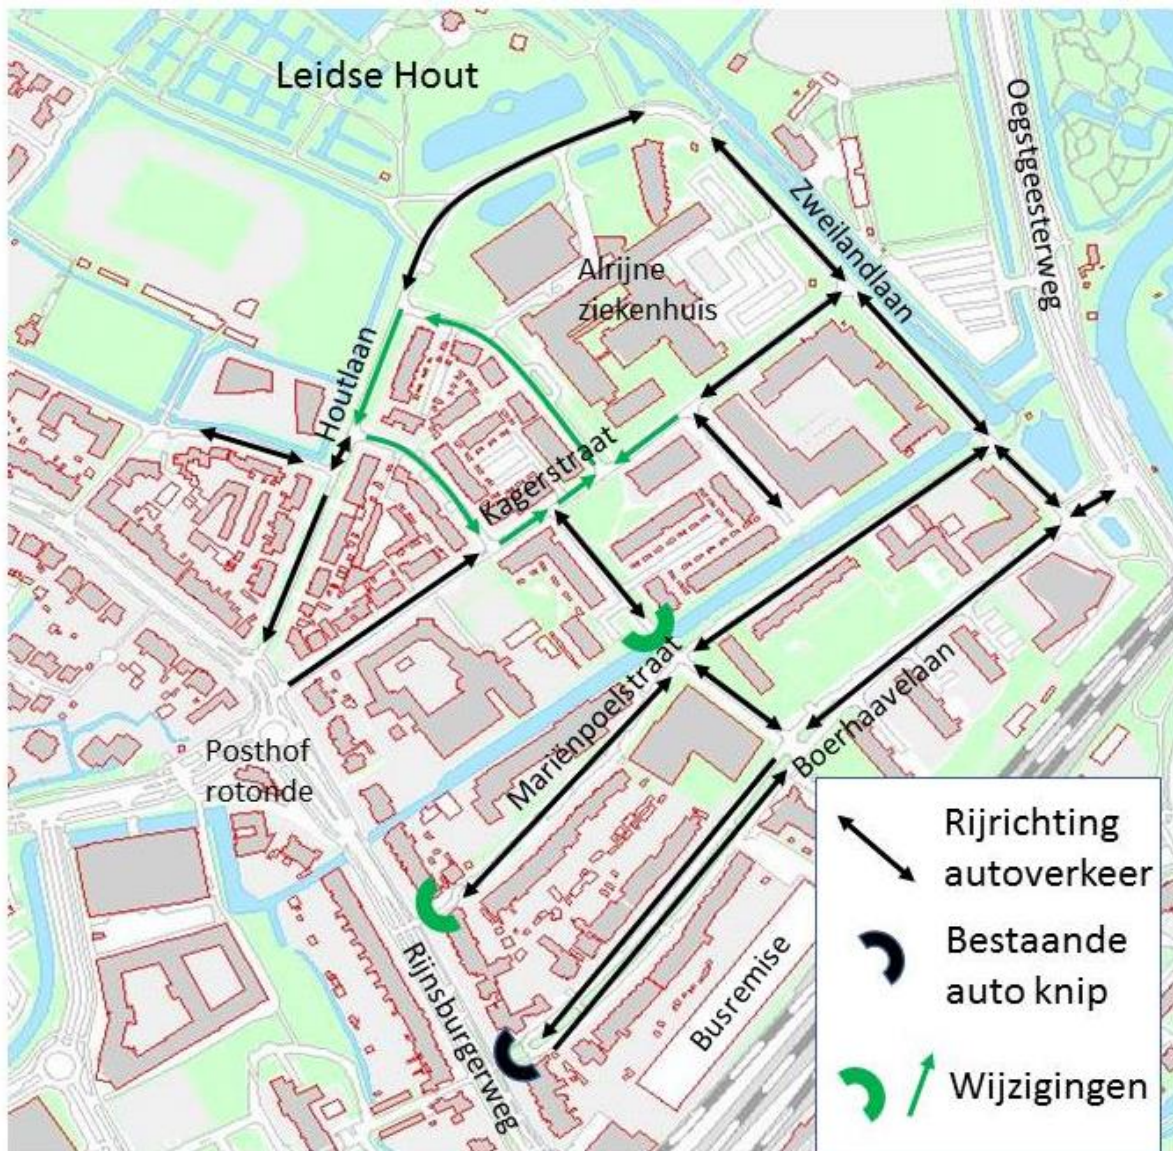 Leidse Hout
Oegstgeesterweg
Zweilandlaan
Alrijne
ziekenhuis
Houtlaan
Kagerstraat
Mariënpoelstraat
Boerhaavelaan
Posthof
rotonde
Rijnsburgerweg
Busremise
Rijrichting
autoverkeer
Bestaande
auto knip
Wijzigingen